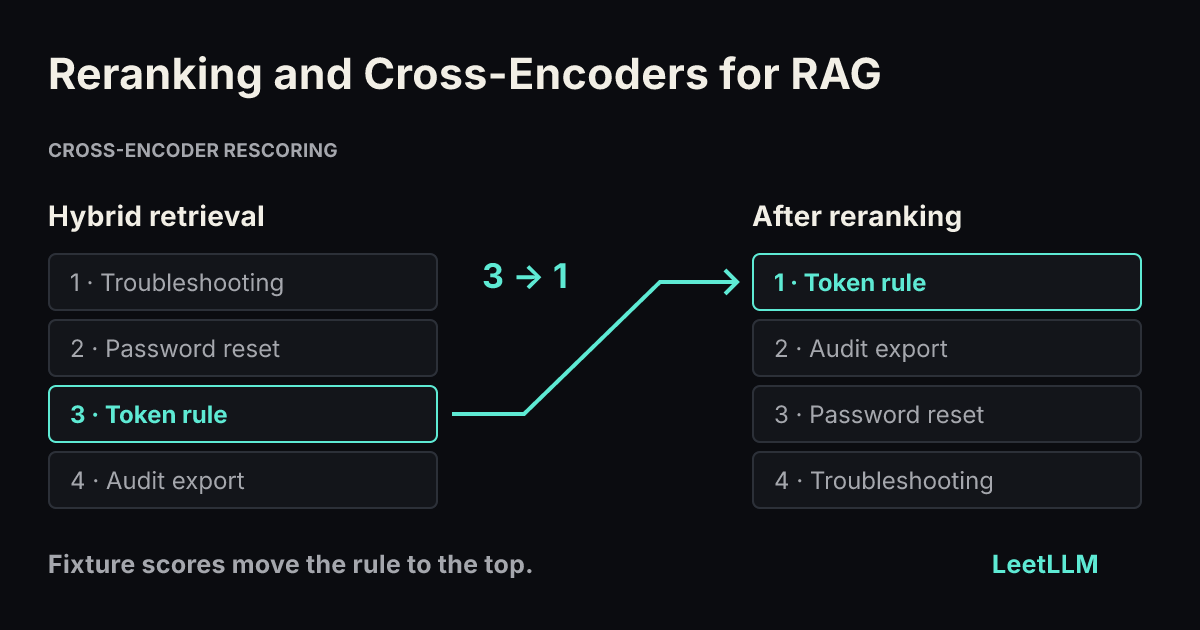 Reranking and Cross-Encoders for RAG
CROSS-ENCODER RESCORING
Hybrid retrieval
1 · Troubleshooting
2 · Password reset
3 · Token rule
4 · Audit export
3 → 1
After reranking
1 · Token rule
2 · Audit export
3 · Password reset
4 · Troubleshooting
Fixture scores move the rule to the top.
LeetLLM